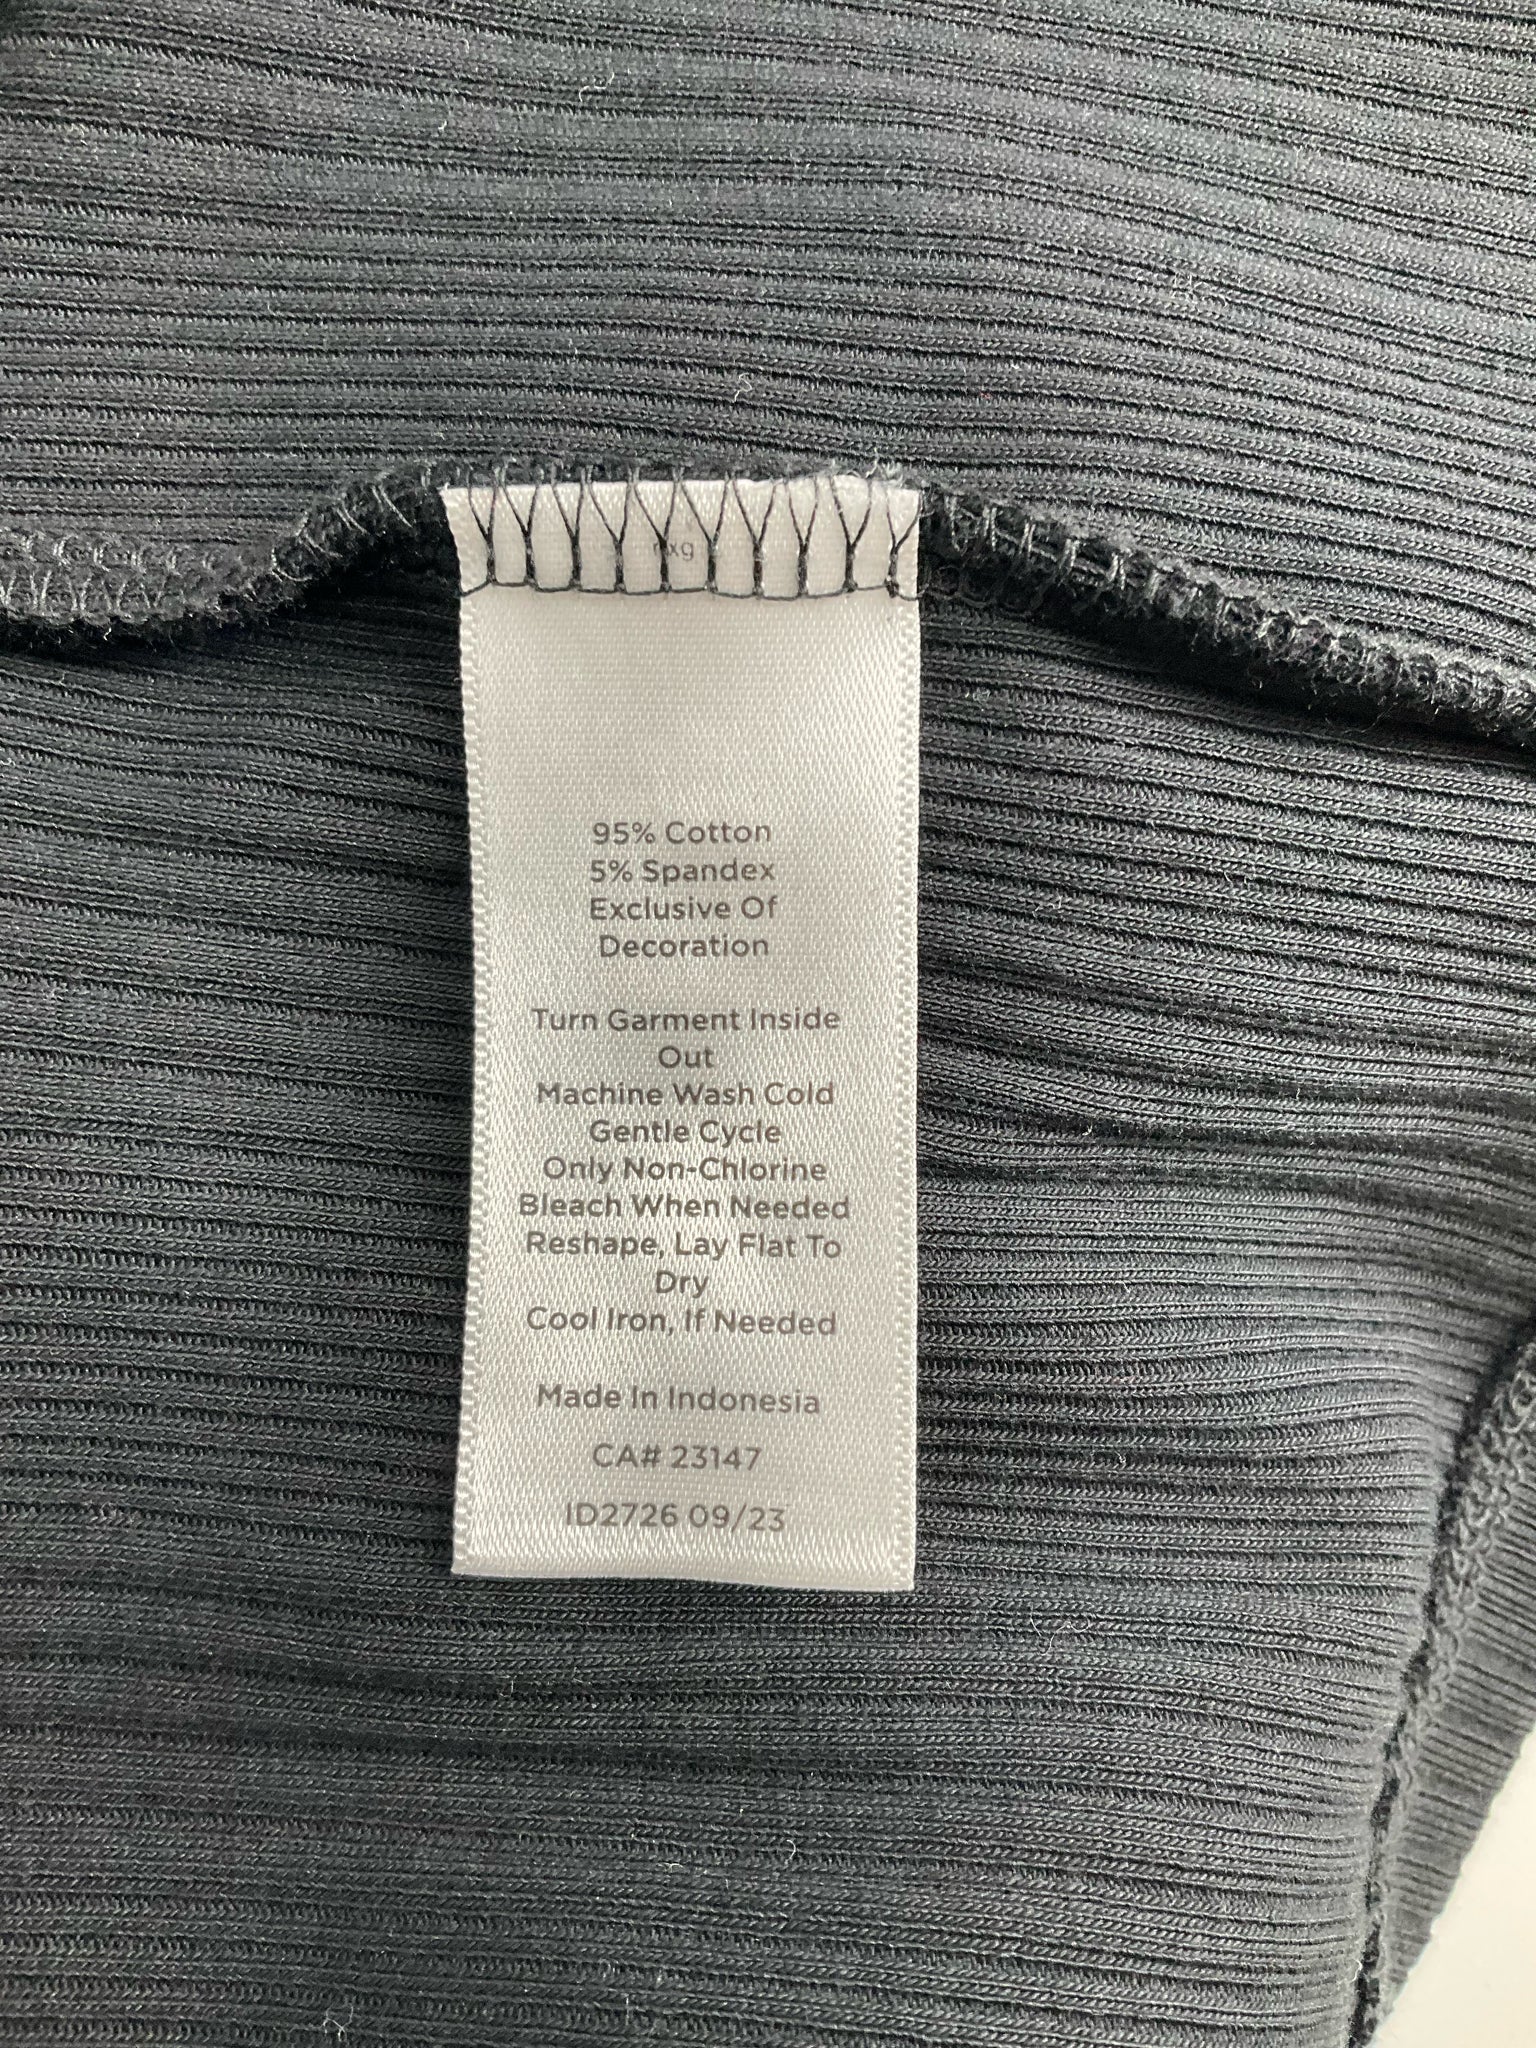 95% Cotton
5% Spandex
Exclusive Of
Decoration
Turn Garment Inside
Out
Machine Wash Cold
Gentle Cycle
Only Non-Chlorine
Bleach When Needed
Reshape, Lay Flat To
Dry
Cool Iron, If Needed
Made In Indonesia
CA# 23147
ID2726 09/23